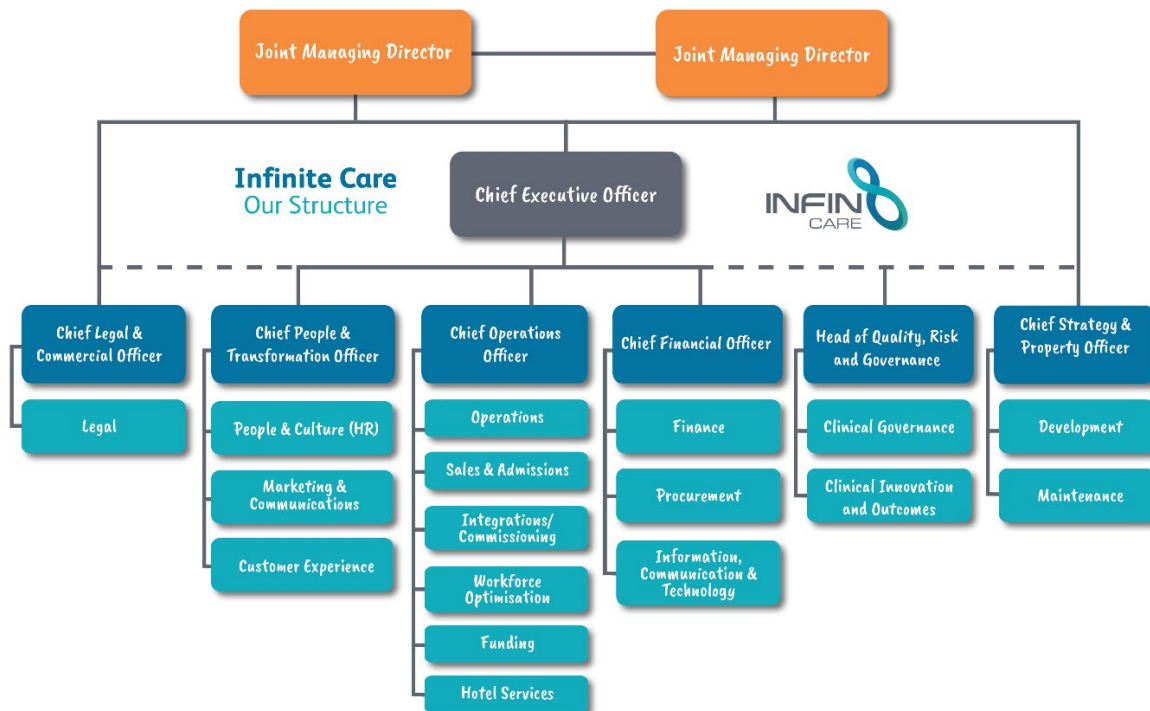 Joint Managing Director
Joint Managing Director
Infinite Care
Our Structure
Chief Executive Officer
INFIN8
CARE
Chief Legal &
Commercial Officer
Legal
Chief People &
Transformation Officer
People & Culture (HR)
Marketing &
Communications
Customer Experience
Chief Operations
Officer
Operations
Sales & Admissions
Integrations/
Commissioning
Workforce
Optimisation
Funding
Hotel Services
Chief Financial Officer
Finance
Procurement
Information,
Communication &
Technology
Head of Quality, Risk
and Governance
Clinical Governance
Clinical Innovation
and Outcomes
Chief Strategy &
Property Officer
Development
Maintenance